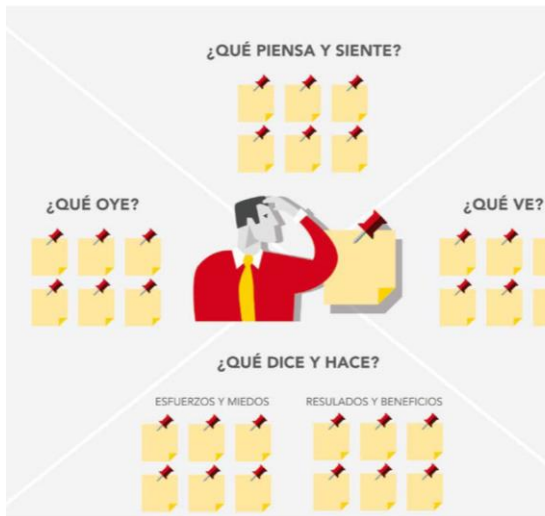 ¿QUÉ PIENSA Y SIENTE?
¿QUÉ OYE?
¿QUÉ VE?
¿QUÉ DICE Y HACE?
ESFUERZOS Y MIEDOS
RESULADOS Y BENEFICIOS